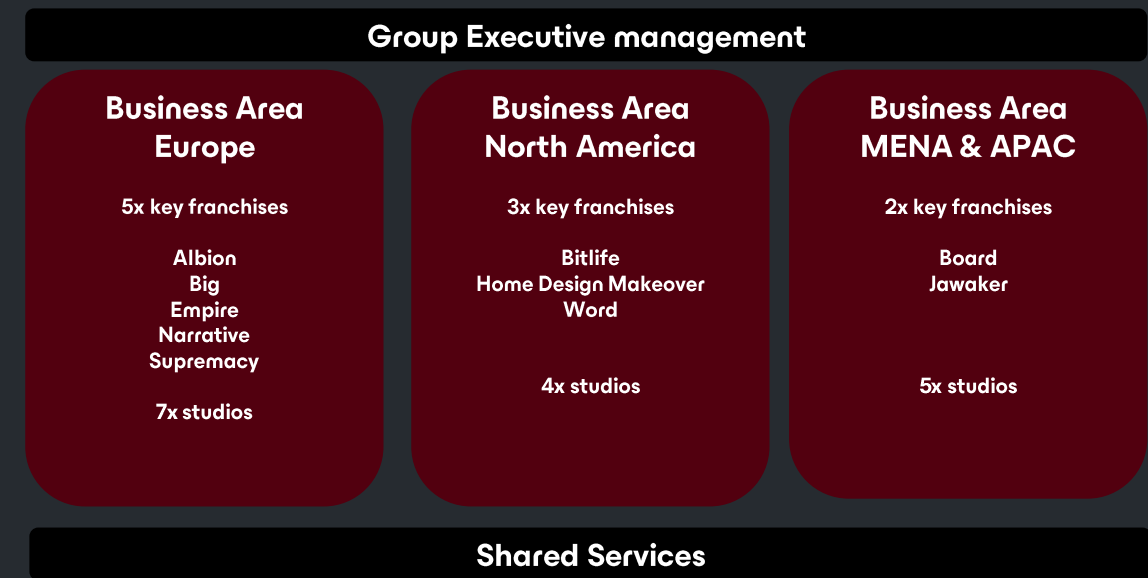 Group Executive management
Business Area
Europe
5x key franchises
Albion
Big
Empire
Narrative
Supremacy
7x studios
Business Area
North America
3x key franchises
Bitlife
Home Design Makeover
Word
4x studios
Business Area
MENA & APAC
2x key franchises
Board
Jawaker
5x studios
Shared Services